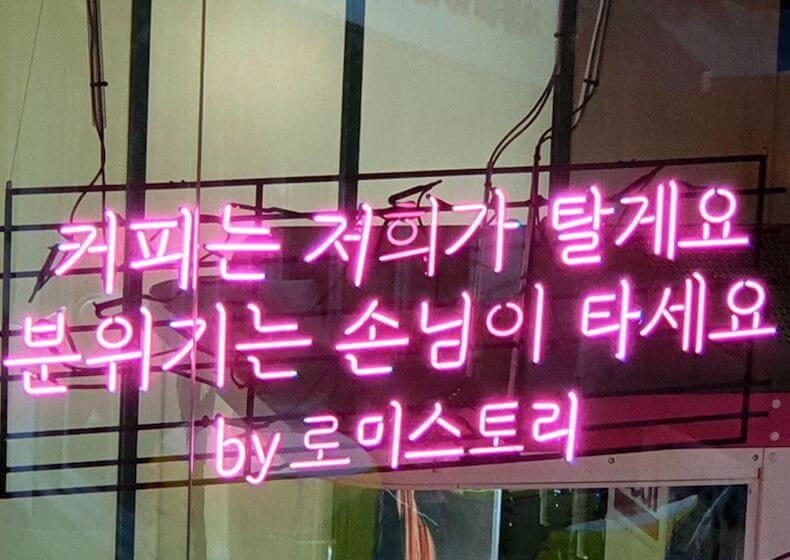 커피는 저희가 탈게요
분위기는 손님이 타세요
by 로미스토리